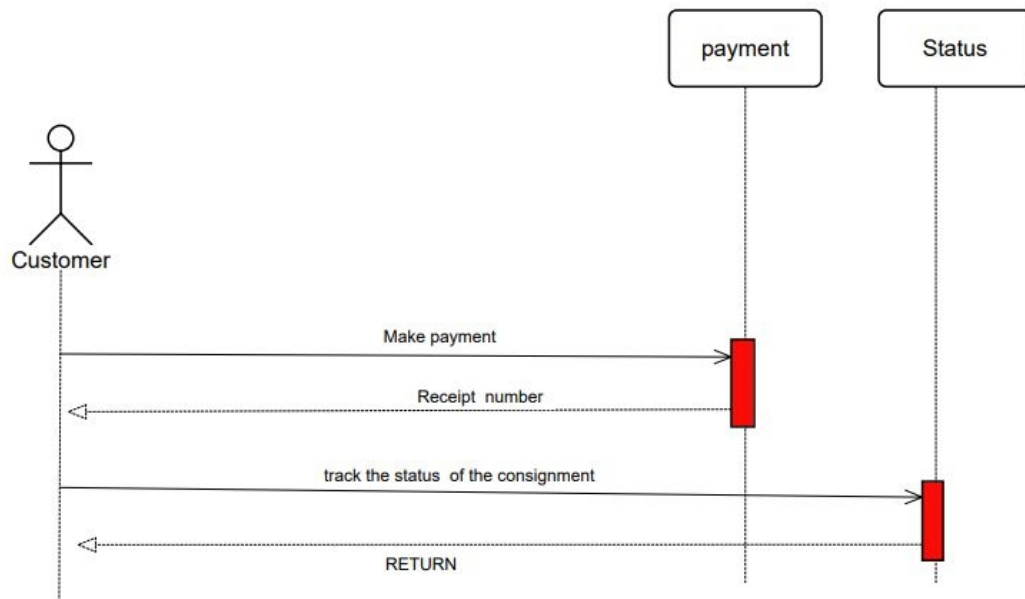 payment
Status
Customer
Make payment
Receipt number
track the status of the consignment
RETURN